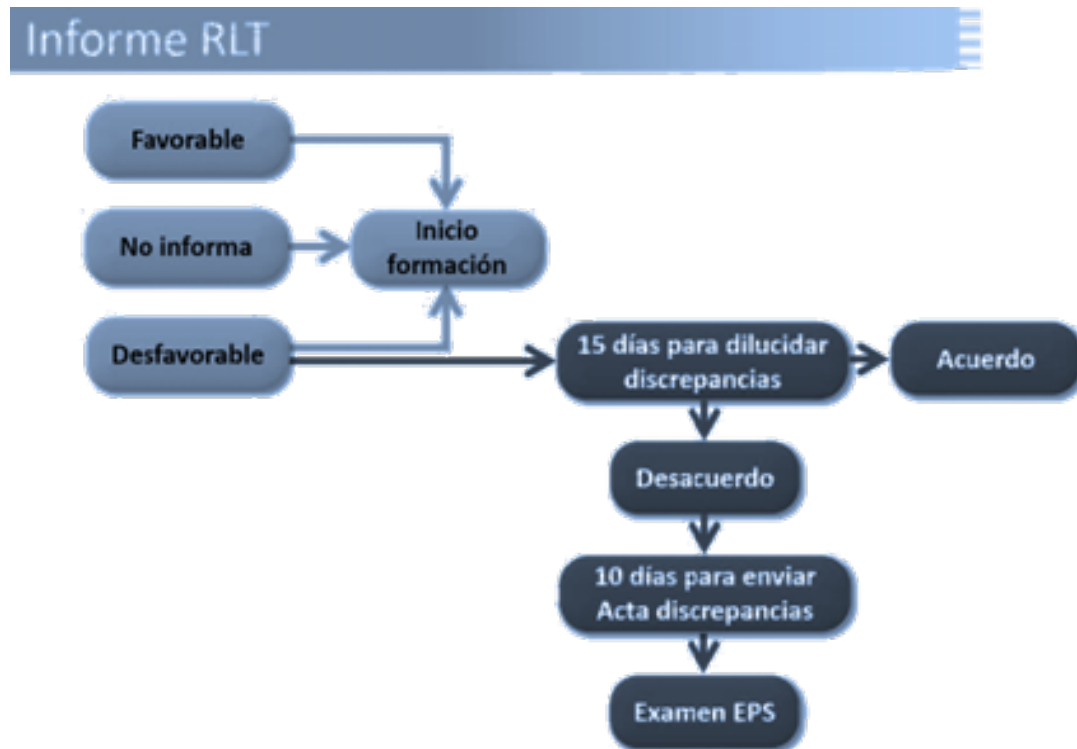 Informe RLT
Favorable
No informa
Inicio
formación
Desfavorable
15 días para dilucidar
discrepancias
Acuerdo
Desacuerdo
10 días para enviar
Acta discrepancias
Examen EPS